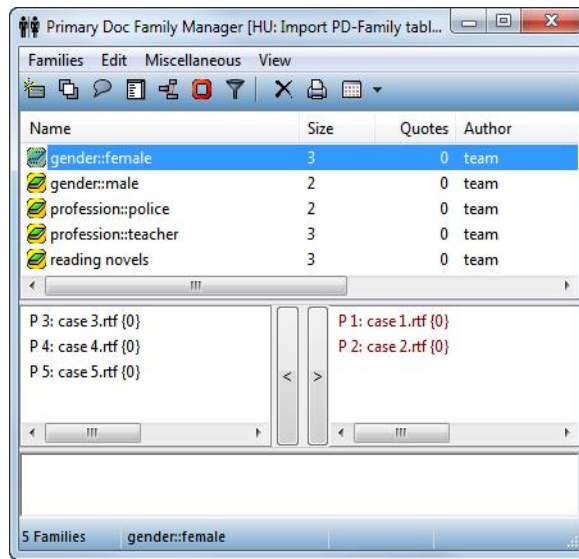 Primary Doc Family Manager [HU: Import PD-Family tabl...
Families Edit Miscellaneous View
Name Size Quotes Author
gender::female 3 0 team
gender::male 2 0 team
profession::police 2 0 team
profession::teacher 3 0 team
reading novels 3 0 team
P 3: case 3.rtf {0}
P 4: case 4.rtf {0}
P 5: case 5.rtf {0}
< >
P 1: case 1.rtf {0}
P 2: case 2.rtf {0}
5 Families gender::female